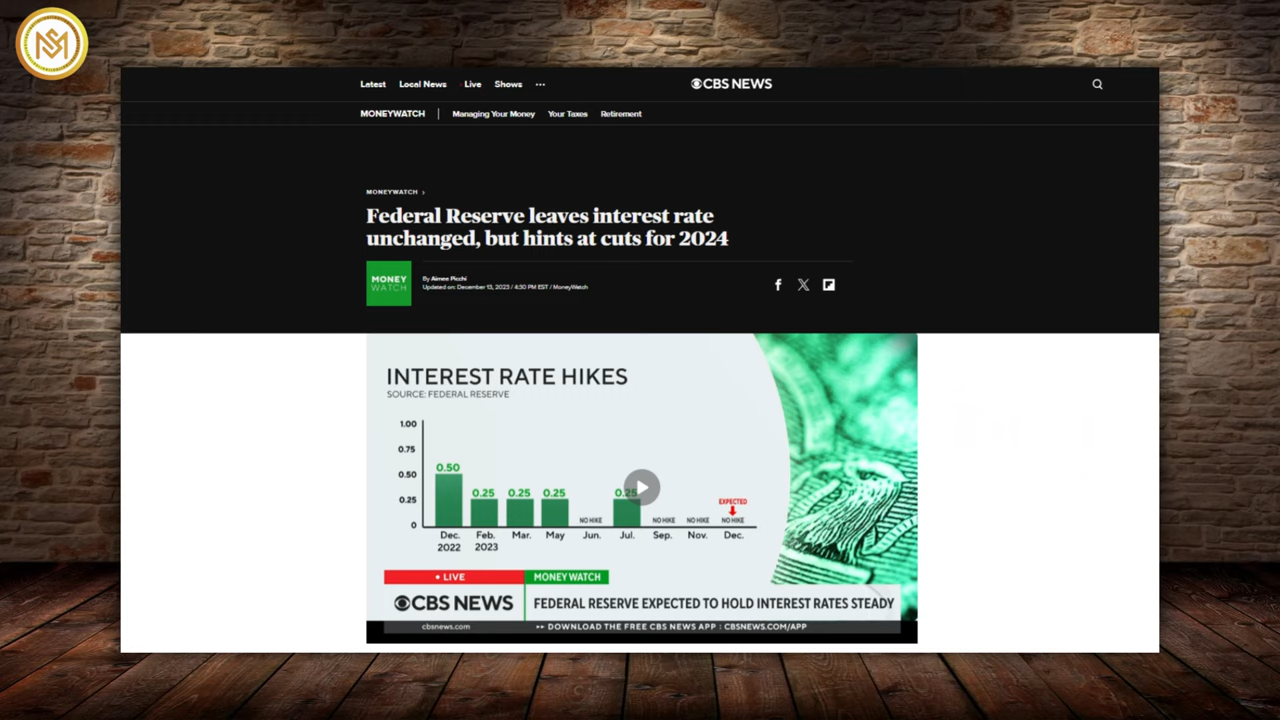 SM
Latest Local News Live Shows ···
CBS NEWS
MONEYWATCH Managing Your Money Your Taxes Retirement
MONEYWATCH ›
Federal Reserve leaves interest rate
unchanged, but hints at cuts for 2024
MONEY
WATCH
By Aimee Picchi
Updated on: December 13, 2023 / 4:30 PM EST / MoneyWatch
INTEREST RATE HIKES
SOURCE: FEDERAL RESERVE
1.00
0.75
0.50
0.25
0
0.50 0.25 0.25 0.25 0.25
EXPECTED
NO HIKE NO HIKE NO HIKE NO HIKE
Dec. Feb. Mar. May Jun. Jul. Sep. Nov. Dec.
2022 2023
• LIVE MONEYWATCH
CBS NEWS FEDERAL RESERVE EXPECTED TO HOLD INTEREST RATES STEADY
cbsnews.com DOWNLOAD THE FREE CBS NEWS APP : CBSNEWS.COM/APP